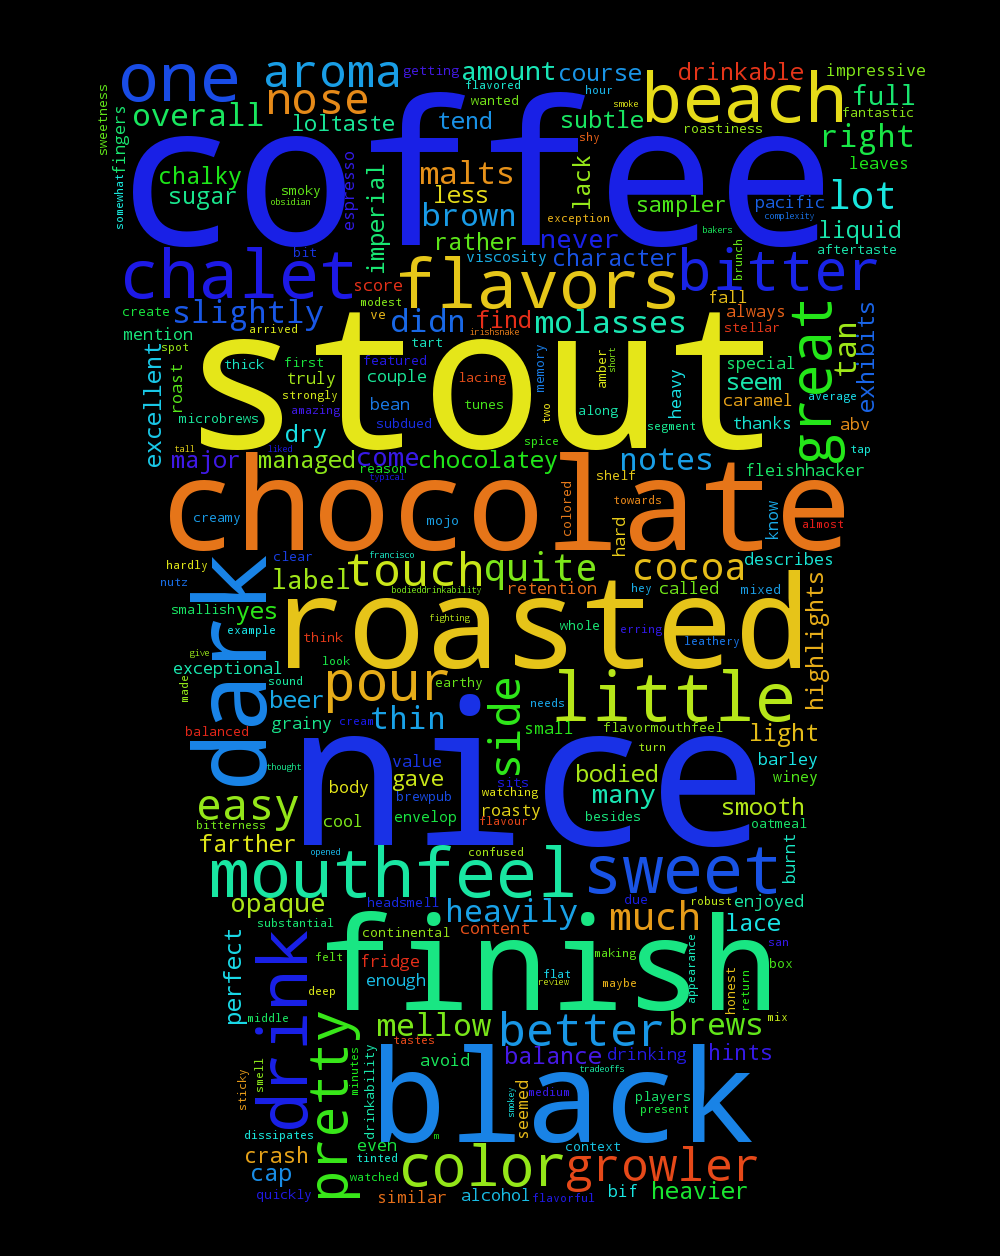 getting
one
aroma
amount
course
drinkable
impressive
flavored
hour
beach
full
sweetness
nose
wanted
smoke
fantastic
fingers
overall
loltaste
tend
subtle
roastiness
shy
right
coffee
leaves
espresso
malts
lack
chalky
smoky
sugar
obsidian
less
sampler
pacific
lot
somewhat
imperial
brown
exception
complexity
bakers
liquid
rather
never
aftertaste
bit
viscosity
character
brunch
chalet
flavors
bitter
score
fall
create
slightly
modest
ve
didn
find
molasses
always
great
tan
exhibits
mention
arrived
irishsnake
stellar
spot
stout
tart
excellent
roast
thick
first
featured
memory
amber
short
special
truly
couple
lacing
heavy
seem
strongly
average
microbrews
amazing
bean
tunes
two
along
caramel
subdued
segment
thanks
abv
dry
spice
tall
liked
major
managed
come
chocolatey
notes
tap
reason
typical
shelf
fleishhacker
chocolate
creamy
mojo
colored
towards
hard
know
almost
hardly
clear
francisco
describes
dark
nutz
label
touch
quite
cocoa
bodieddrinkability
retention
hey
called
mixed
smallish
yes
roasted
fighting
highlights
example
think
whole
erring
leathery
give
look
exceptional
made
sound
pour
earthy
side
little
beer
needs
grainy
cream
thin
small
flavormouthfeel
light
balanced
turn
nice
thought
value
barley
gave
sits
bodied
winey
body
brewpub
watching
many
easy
roasty
smooth
cool
envelop
flavour
besides
oatmeal
bitterness
farther
opened
confused
burnt
mouthfeel
sweet
opaque
headsmell
heavily
due
robust
enjoyed
much
substantial
continental
content
lace
perfect
drink
finish
san
felt
fridge
making
box
enough
flat
review
maybe
appearance
honest
return
deep
middle
mellow
better
brews
mix
pretty
tastes
balance
drinking
hints
sticky
smell
minutes
drinkability
avoid
tradeoffs
black
smokey
seemed
medium
players
present
dissipates
m
crash
even
context
tinted
cap
watched
color
growler
quickly
similar
alcohol
flavorful
bif
heavier